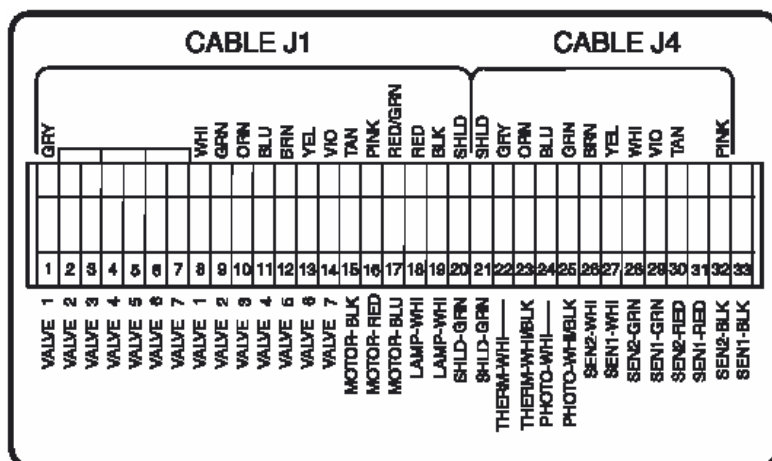 CABLE J1 CABLE J4
GRY WHI GRN ORN BLU BRN YEL VIO TAN PINK RED/GRN RED BLK SHLD SHLD GRY ORN BLU GRN BRN YEL WHI VIO TAN PINK
1 2 3 4 5 6 7 8 9 10 11 12 13 14 15 16 17 18 19 20 21 22 23 24 25 26 27 28 29 30 31 32 33
VALVE 1
VALVE 2
VALVE 3
VALVE 4
VALVE 5
VALVE 6
VALVE 7
VALVE 1
VALVE 2
VALVE 3
VALVE 4
VALVE 5
VALVE 6
VALVE 7
MOTOR-BLK
MOTOR-RED
MOTOR-BLU
LAMP-WHI
LAMP-WHI
SHLD-GRN
SHLD-GRN
THERM-WHI
THERM-WHI/BLK
PHOTO-WHI
PHOTO-WHI/BLK
SEN2-WHI
SEN1-WHI
SEN2-GRN
SEN1-GRN
SEN2-RED
SEN1-RED
SEN2-BLK
SEN1-BLK